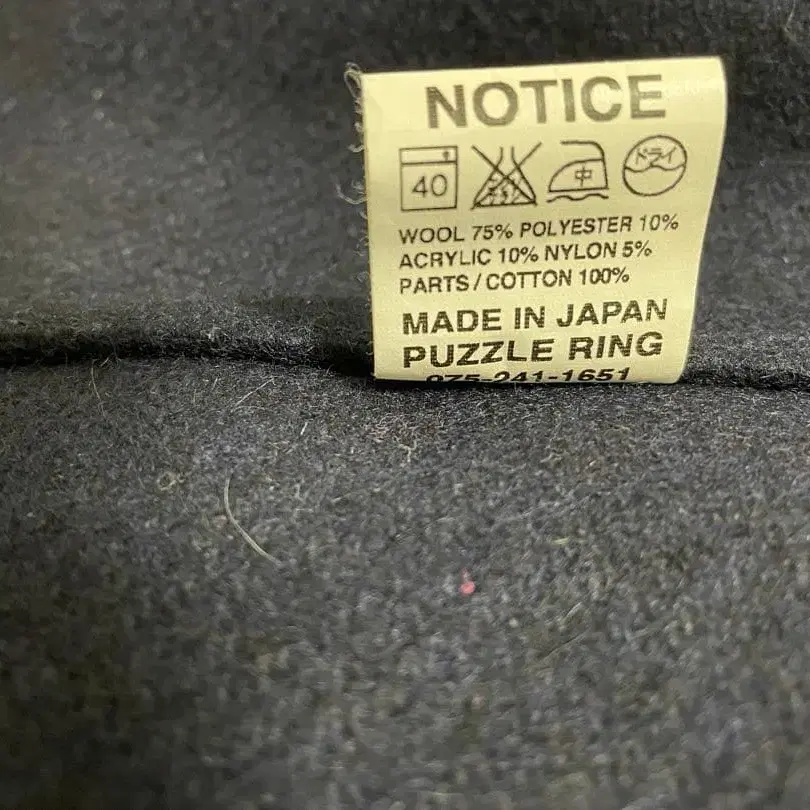 NOTICE
40 中 ドライ
WOOL 75% POLYESTER 10%
ACRYLIC 10% NYLON 5%
PARTS / COTTON 100%
MADE IN JAPAN
PUZZLE RING
075-241-1651